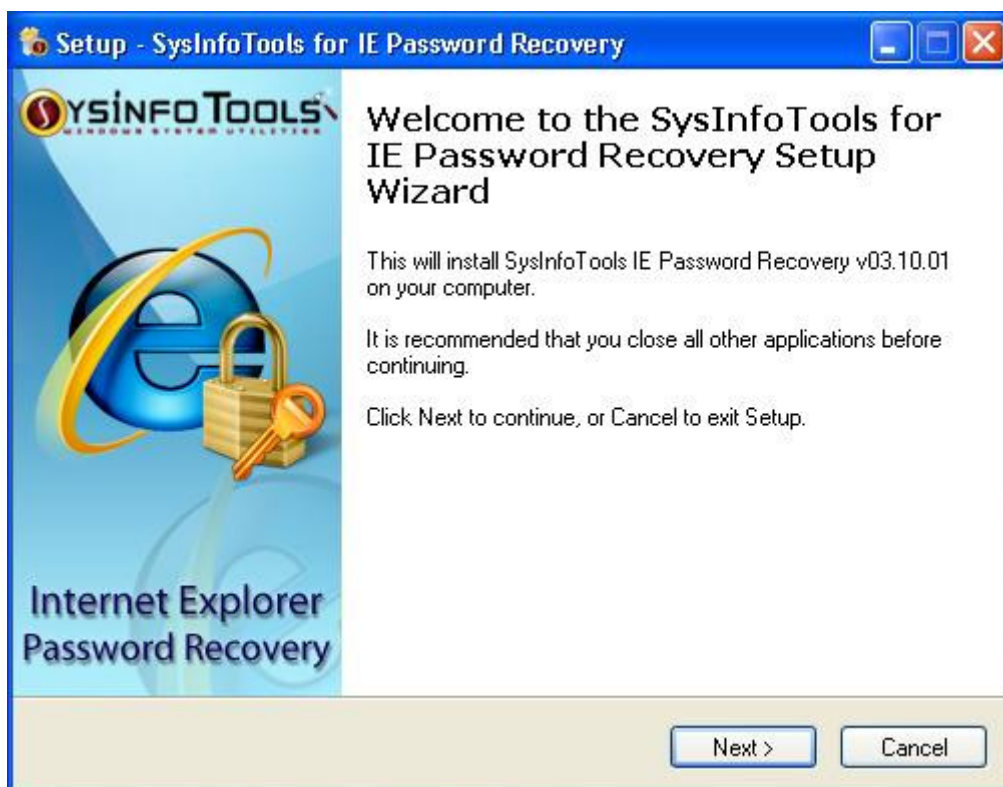 Setup - SysInfoTools for IE Password Recovery
SYSINFO TOOLS
WINDOWS SYSTEM UTILITIES
Welcome to the SysInfoTools for
IE Password Recovery Setup
Wizard
This will install SysInfoTools IE Password Recovery v03.10.01
on your computer.
It is recommended that you close all other applications before
continuing.
Click Next to continue, or Cancel to exit Setup.
Internet Explorer
Password Recovery
Next >
Cancel